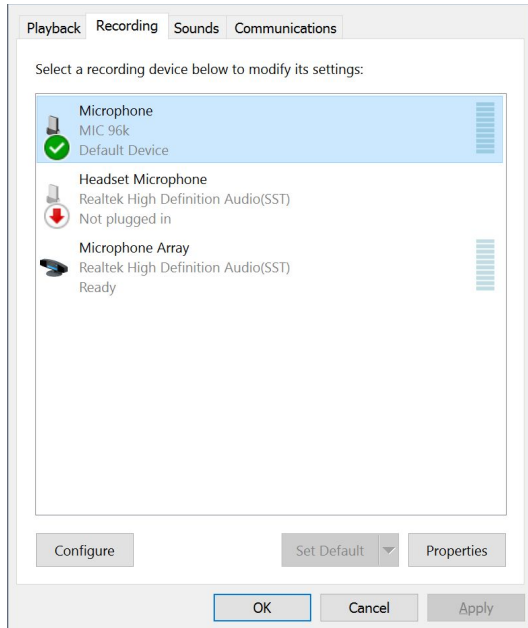 Playback Recording Sounds Communications
Select a recording device below to modify its settings:
Microphone
MIC 96k
Default Device
Headset Microphone
Realtek High Definition Audio(SST)
Not plugged in
Microphone Array
Realtek High Definition Audio(SST)
Ready
Configure Set Default Properties
OK Cancel Apply